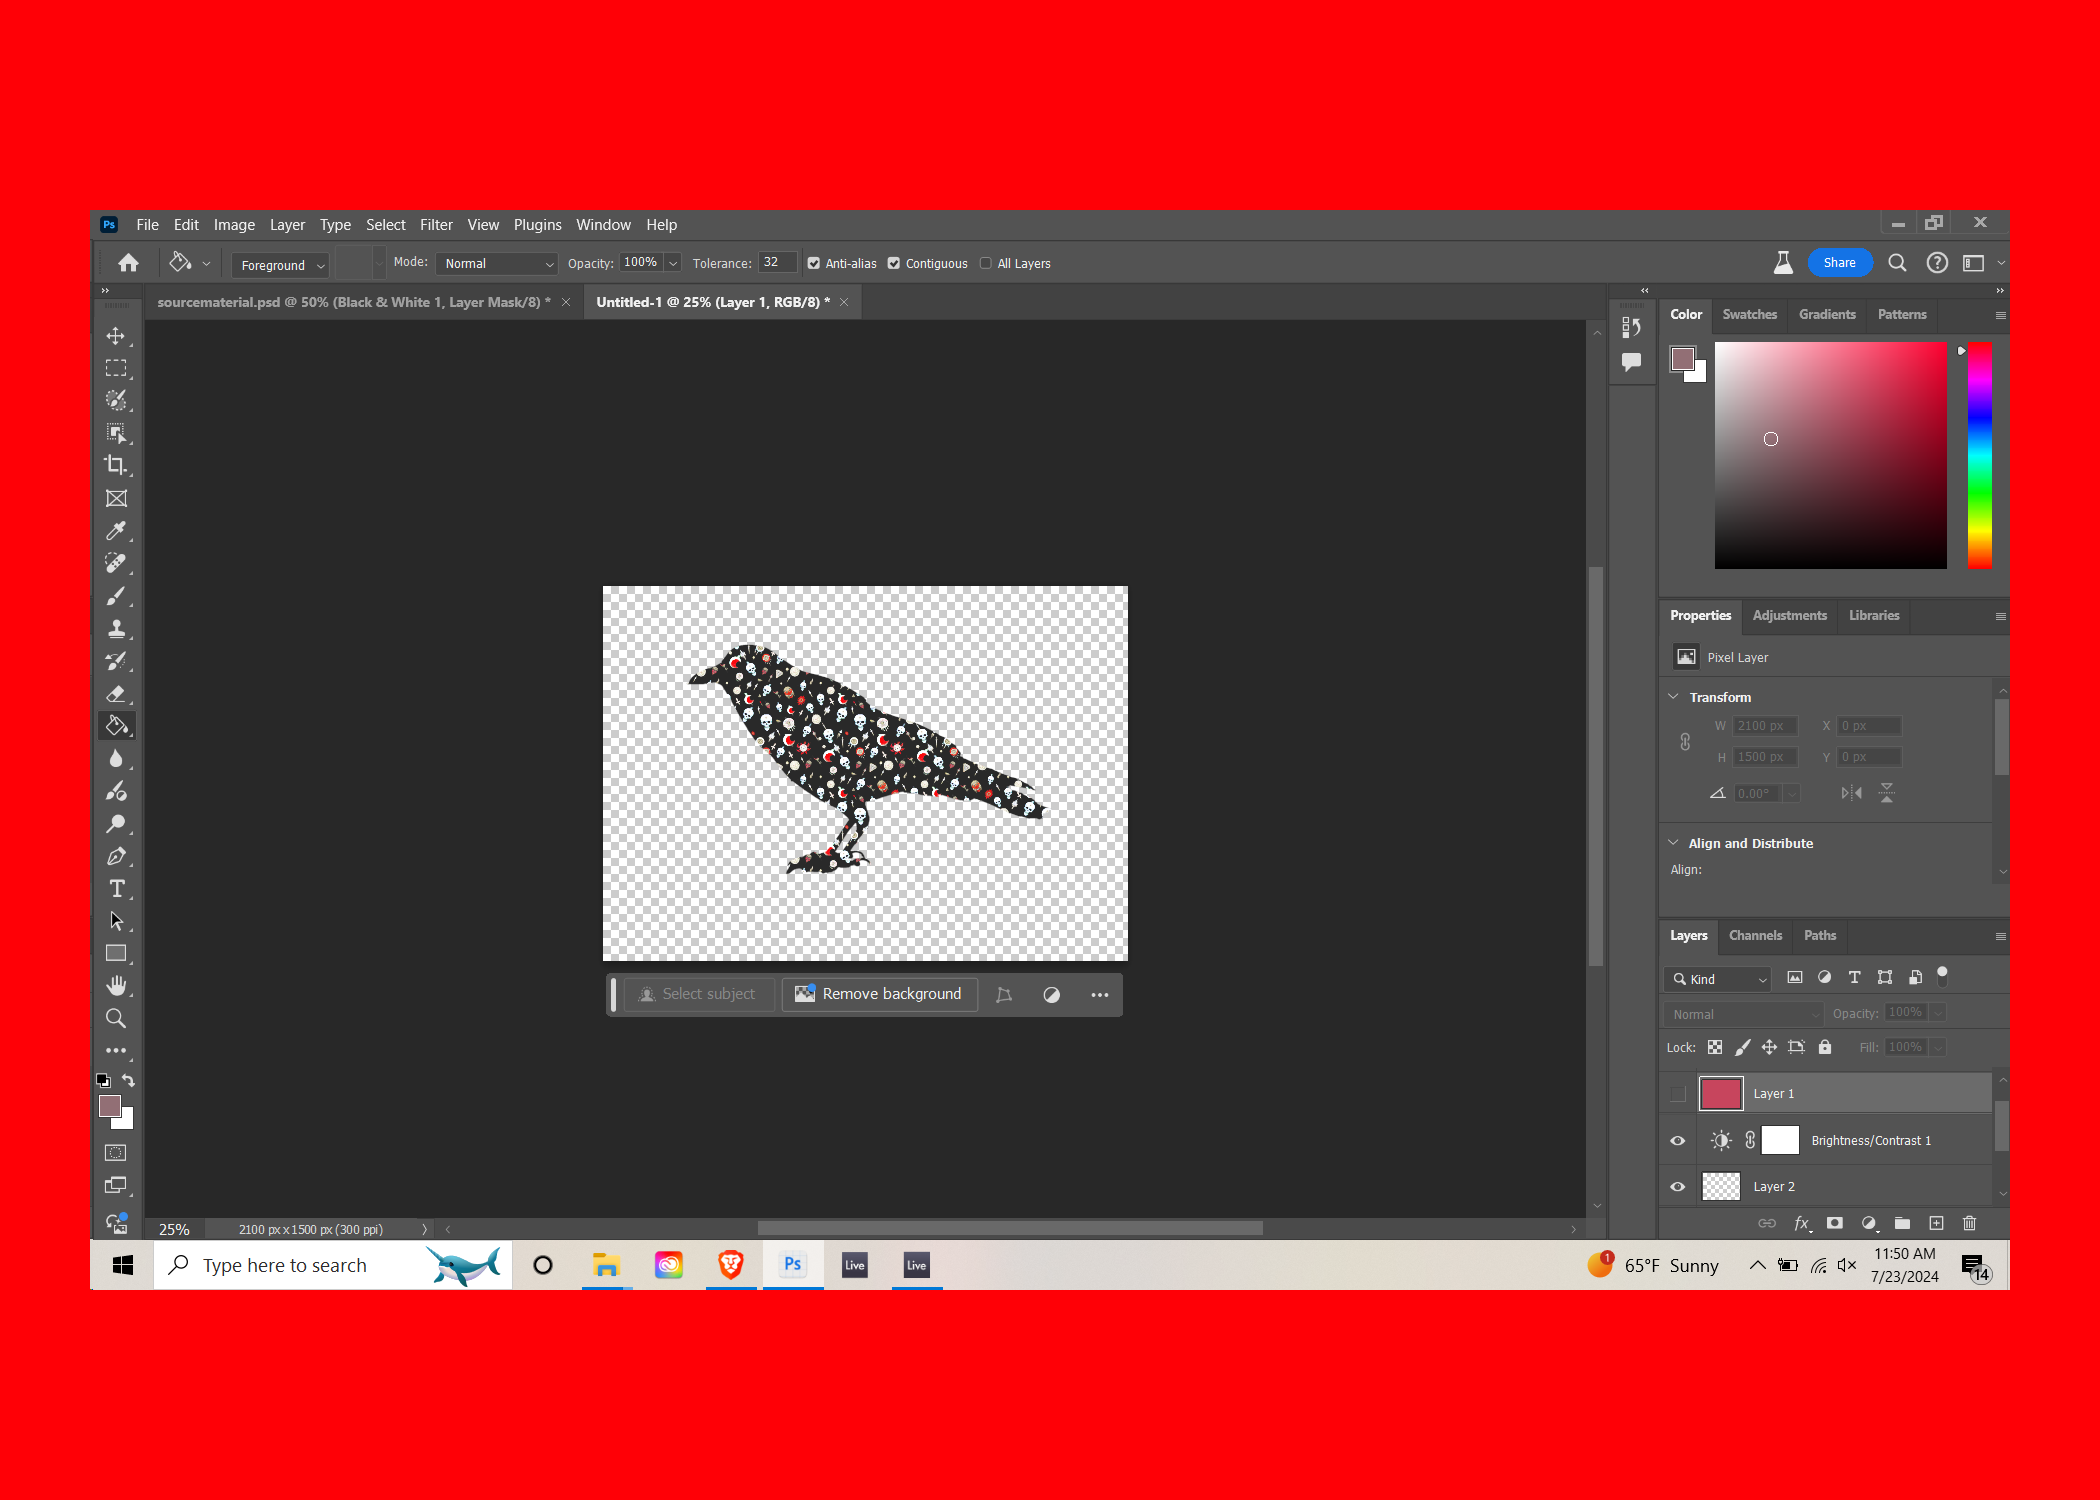 Ps File Edit Image Layer Type Select Filter View Plugins Window Help
Foreground Mode: Normal Opacity: 100% Tolerance: 32 Anti-alias Contiguous All Layers Share
sourcematerial.psd @ 50% (Black & White 1, Layer Mask/8) * Untitled-1 @ 25% (Layer 1, RGB/8) *
Color Swatches Gradients Patterns
Properties Adjustments Libraries
Pixel Layer
Transform
W 2100 px X 0 px
H 1500 px Y 0 px
0.00°
Align and Distribute
Align:
Layers Channels Paths
Kind
Normal Opacity: 100%
Lock: Fill: 100%
Layer 1
Brightness/Contrast 1
Layer 2
Select subject Remove background
25% 2100 px x 1500 px (300 ppi)
Type here to search Ps Live Live 1 65°F Sunny 11:50 AM
7/23/2024 14